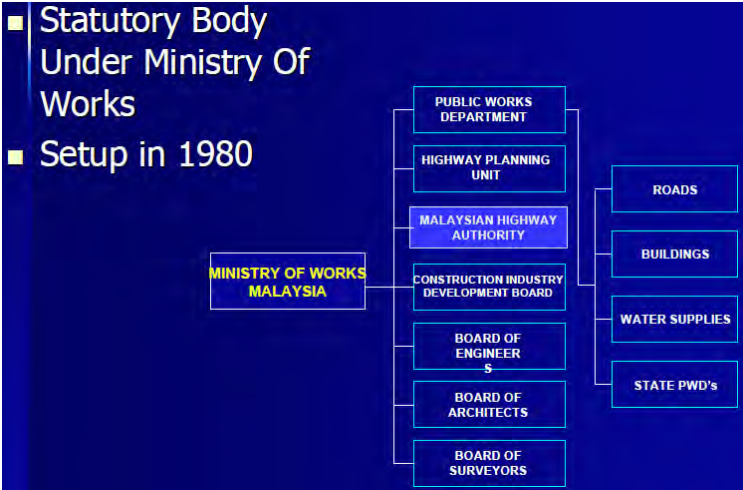 Statutory Body
Under Ministry Of
Works
Setup in 1980
MINISTRY OF WORKS
MALAYSIA
PUBLIC WORKS
DEPARTMENT
HIGHWAY PLANNING
UNIT
MALAYSIAN HIGHWAY
AUTHORITY
CONSTRUCTION INDUSTRY
DEVELOPMENT BOARD
BOARD OF
ENGINEER
S
BOARD OF
ARCHITECTS
BOARD OF
SURVEYORS
ROADS
BUILDINGS
WATER SUPPLIES
STATE PWD's